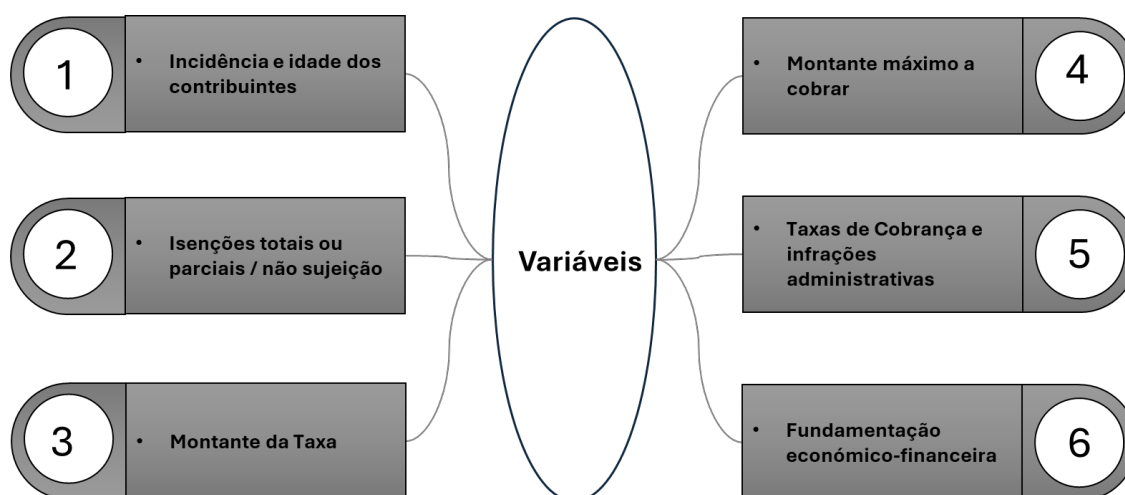 1
• Incidência e idade dos
contribuintes
2
• Isenções totais ou
parciais / não sujeição
3
• Montante da Taxa
Variáveis
• Montante máximo a
cobrar
4
• Taxas de Cobrança e
infrações
administrativas
5
• Fundamentação
económico-financeira
6